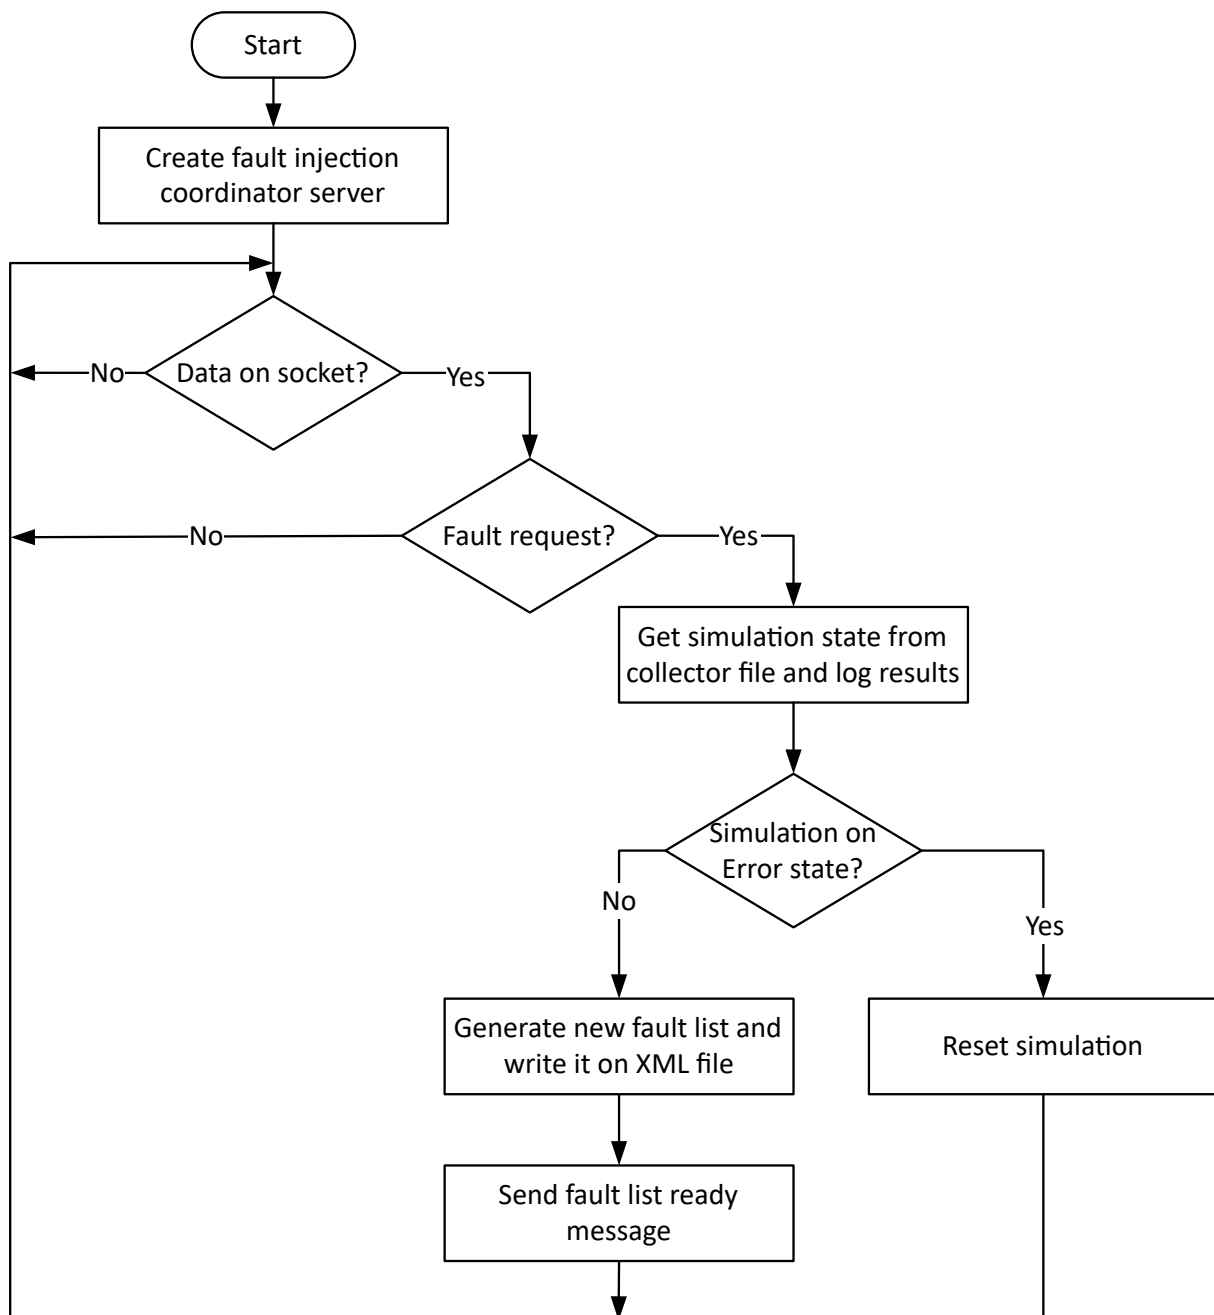 Start
Create fault injection
coordinator server
Data on socket?
No
Yes
Fault request?
No
Yes
Get simulation state from
collector file and log results
Simulation on
Error state?
No
Yes
Generate new fault list and
write it on XML file
Reset simulation
Send fault list ready
message